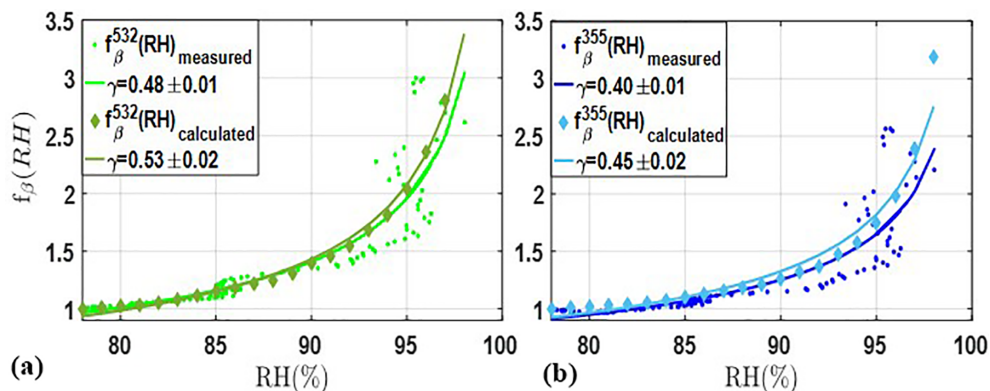 3.5
3
2.5
2
1.5
1
fβ(RH)
f532β(RH)measured
γ=0.48 ±0.01
f532β(RH)calculated
γ=0.53 ±0.02
80 85 90 95 100
(a)
RH(%)
3.5
3
2.5
2
1.5
1
f355β(RH)measured
γ=0.40 ±0.01
f355β(RH)calculated
γ=0.45 ±0.02
80 85 90 95 100
(b)
RH(%)